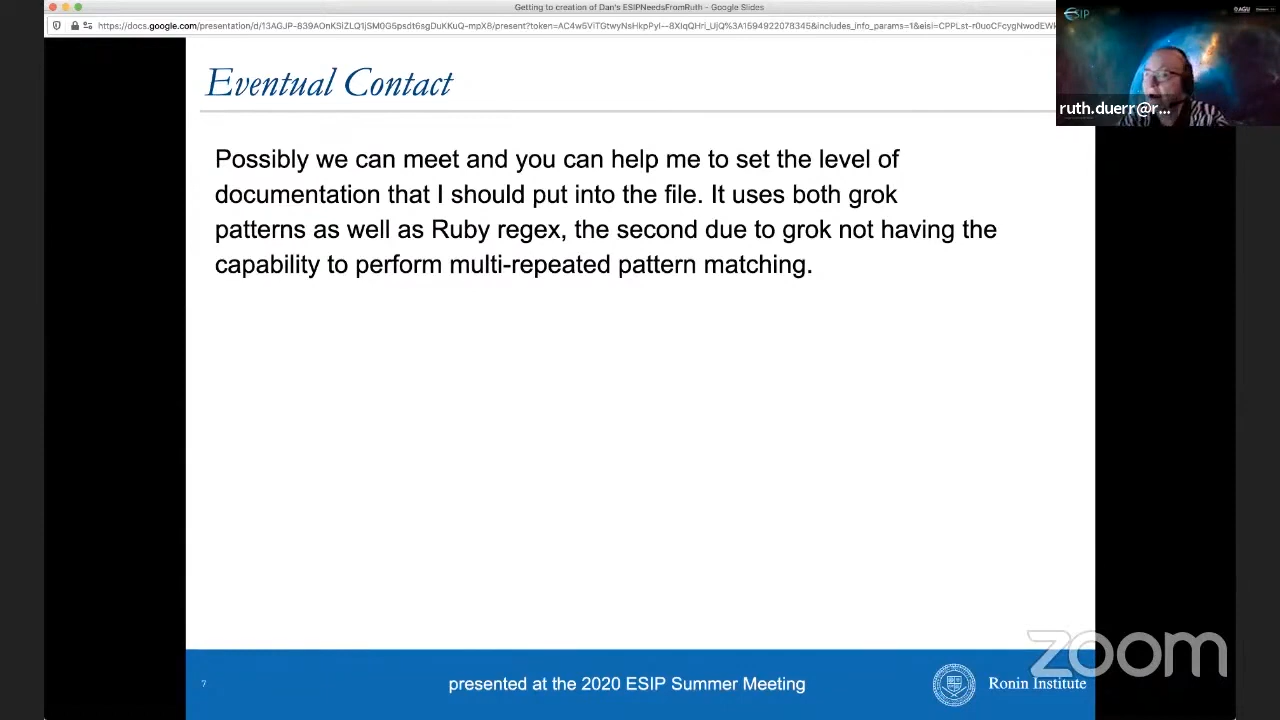 Getting to creation of Dan's ESIPNeedsFromRuth - Google Slides
Eventual Contact
Possibly we can meet and you can help me to set the level of
documentation that I should put into the file. It uses both grok
patterns as well as Ruby regex, the second due to grok not having the
capability to perform multi-repeated pattern matching.
ESIP
AGU
ruth.duerr@r...
zoom
7
presented at the 2020 ESIP Summer Meeting
Ronin Institute